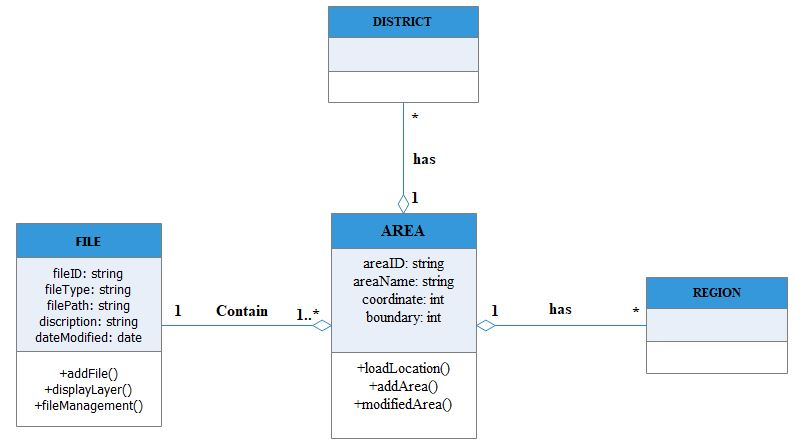 DISTRICT
*
has
1
FILE
fileID: string
fileType: string
filePath: string
discription: string
dateModified: date
+addFile()
+displayLayer()
+fileManagement()
1
Contain
1..*
AREA
areaID: string
areaName: string
coordinate: int
boundary: int
+loadLocation()
+addArea()
+modifiedArea()
1
has
*
REGION